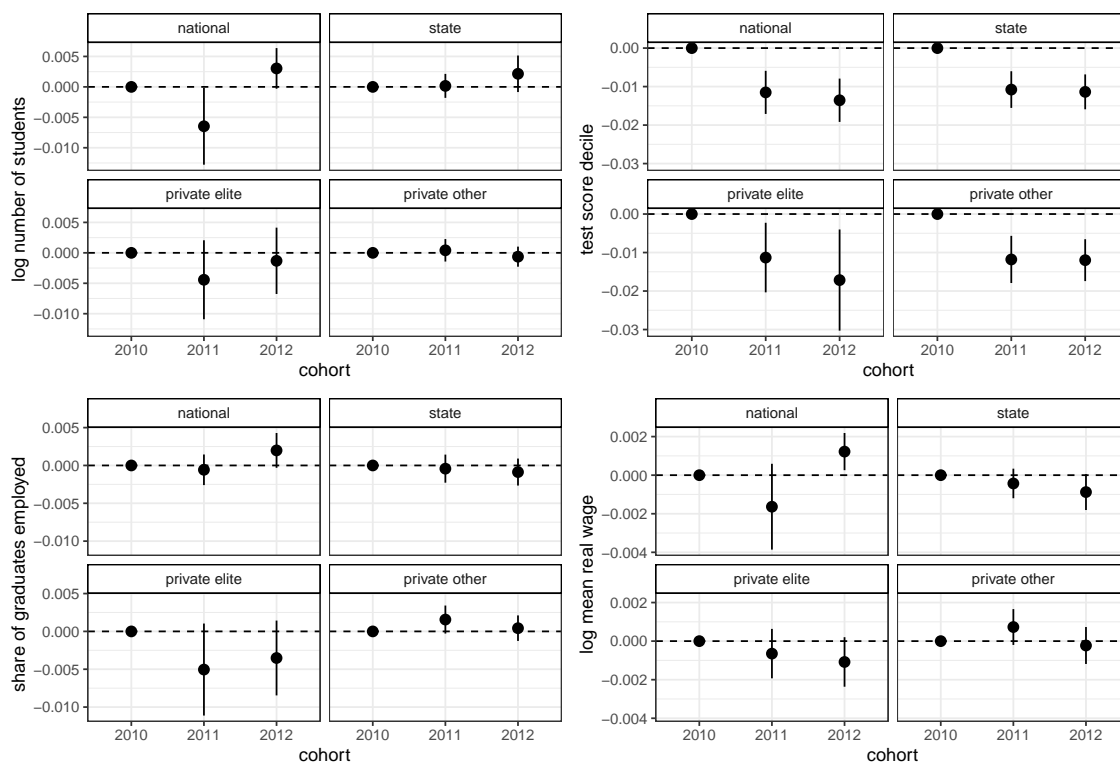 national state
log number of students
0.005
0.000
−0.005
−0.010
private elite private other
0.005
0.000
−0.005
−0.010
2010 2011 2012 2010 2011 2012
cohort
national state
test score decile
0.00
−0.01
−0.02
−0.03
private elite private other
0.00
−0.01
−0.02
−0.03
2010 2011 2012 2010 2011 2012
cohort
national state
share of graduates employed
0.005
0.000
−0.005
−0.010
private elite private other
0.005
0.000
−0.005
−0.010
2010 2011 2012 2010 2011 2012
cohort
national state
log mean real wage
0.002
0.000
−0.002
−0.004
private elite private other
0.002
0.000
−0.002
−0.004
2010 2011 2012 2010 2011 2012
cohort